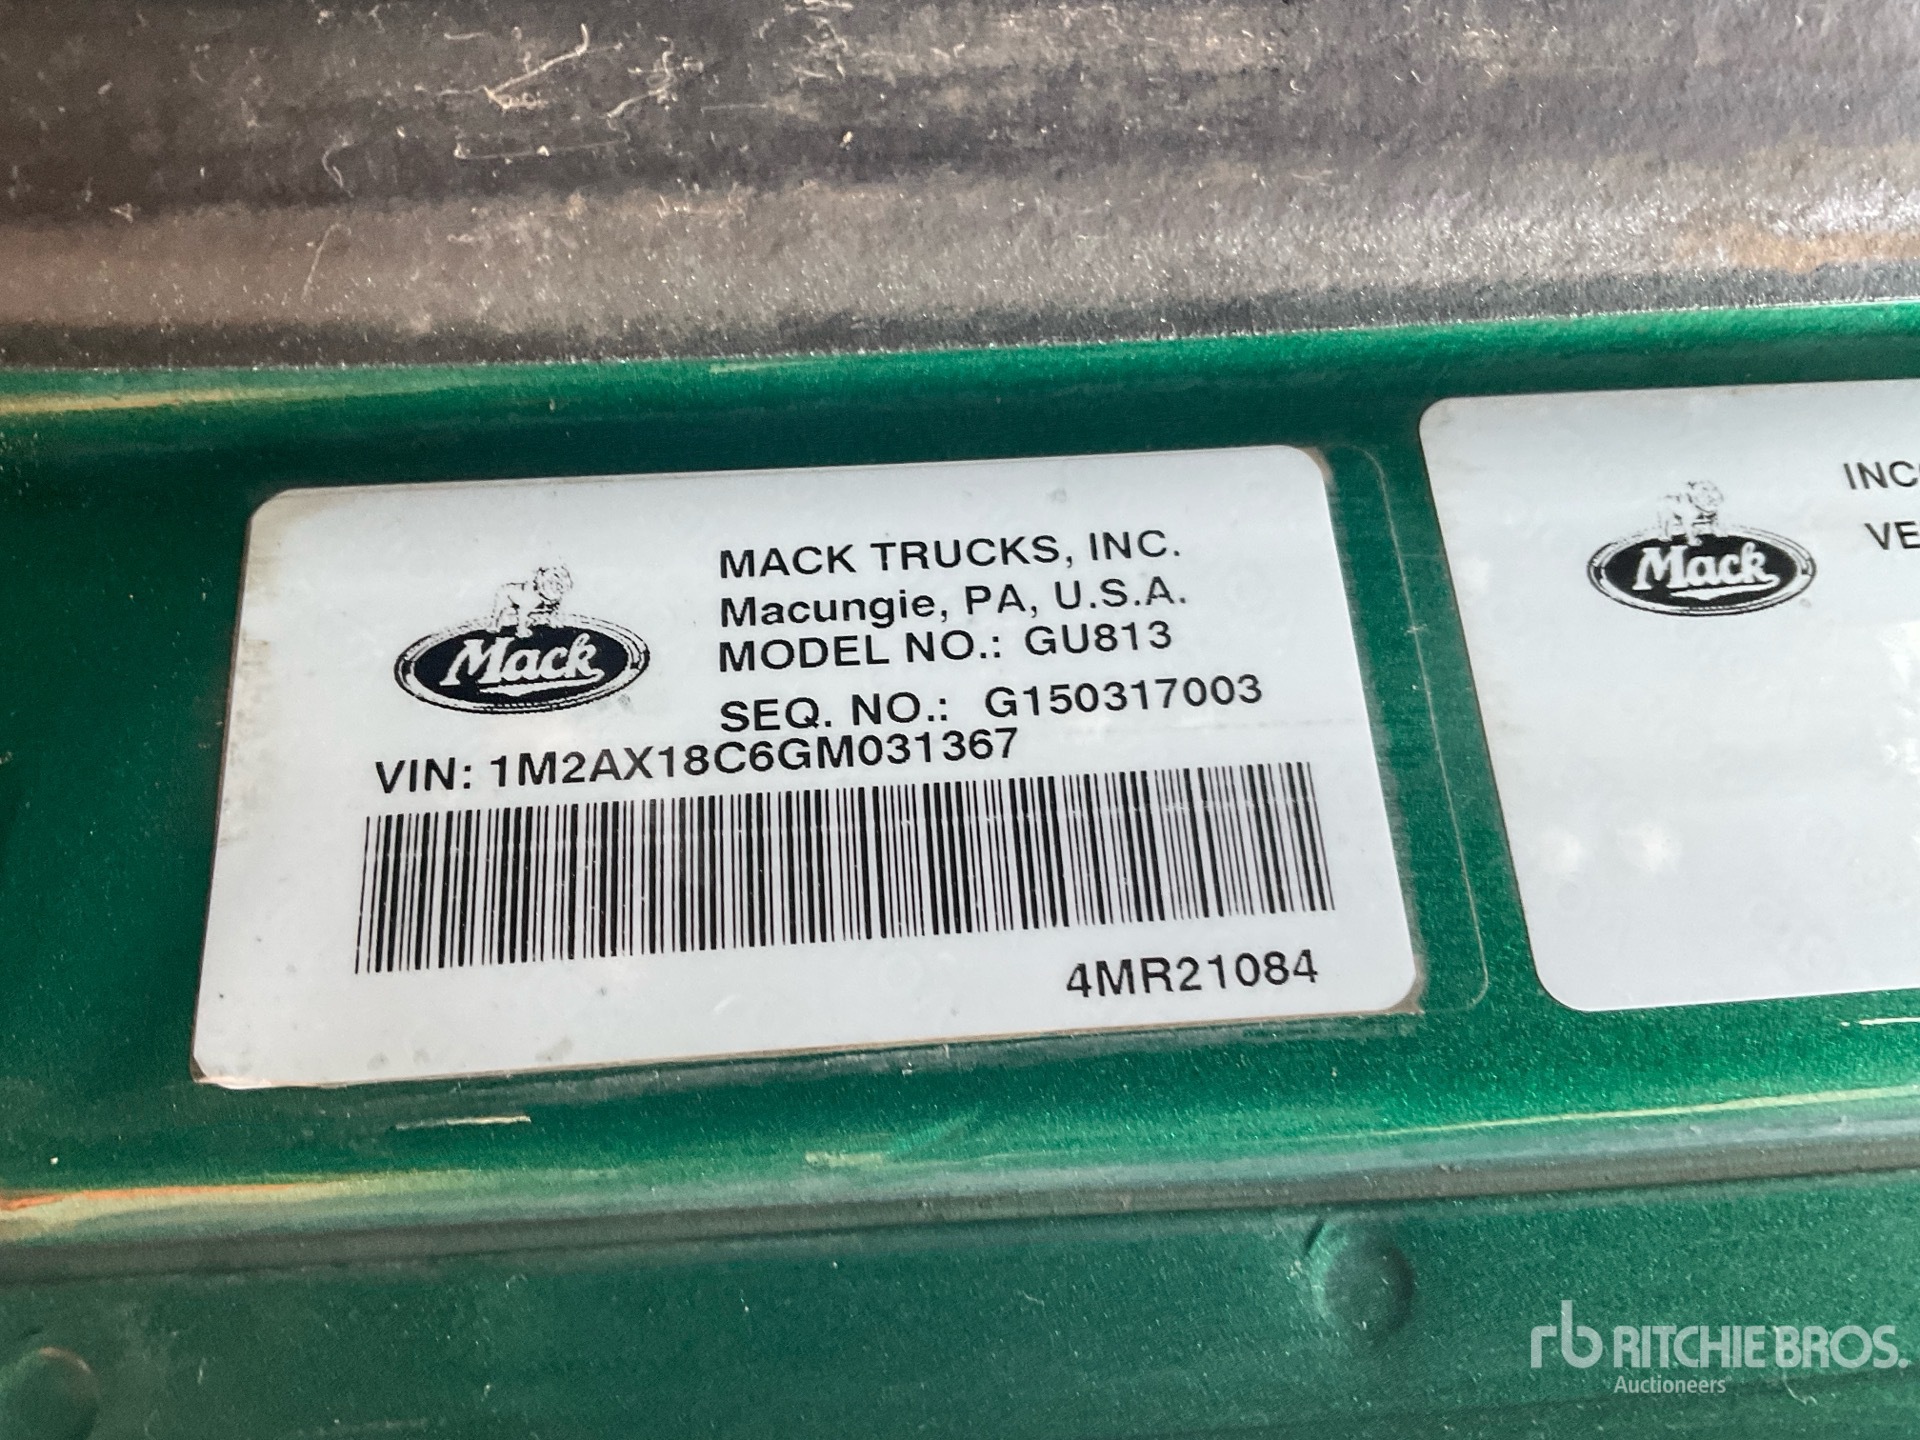 Mack
MACK TRUCKS, INC.
Macungie, PA, U.S.A.
MODEL NO.: GU813
SEQ. NO.: G150317003
VIN: 1M2AX18C6GM031367
4MR21084
Mack
INC
VE
rb RITCHIE BROS.
Auctioneers